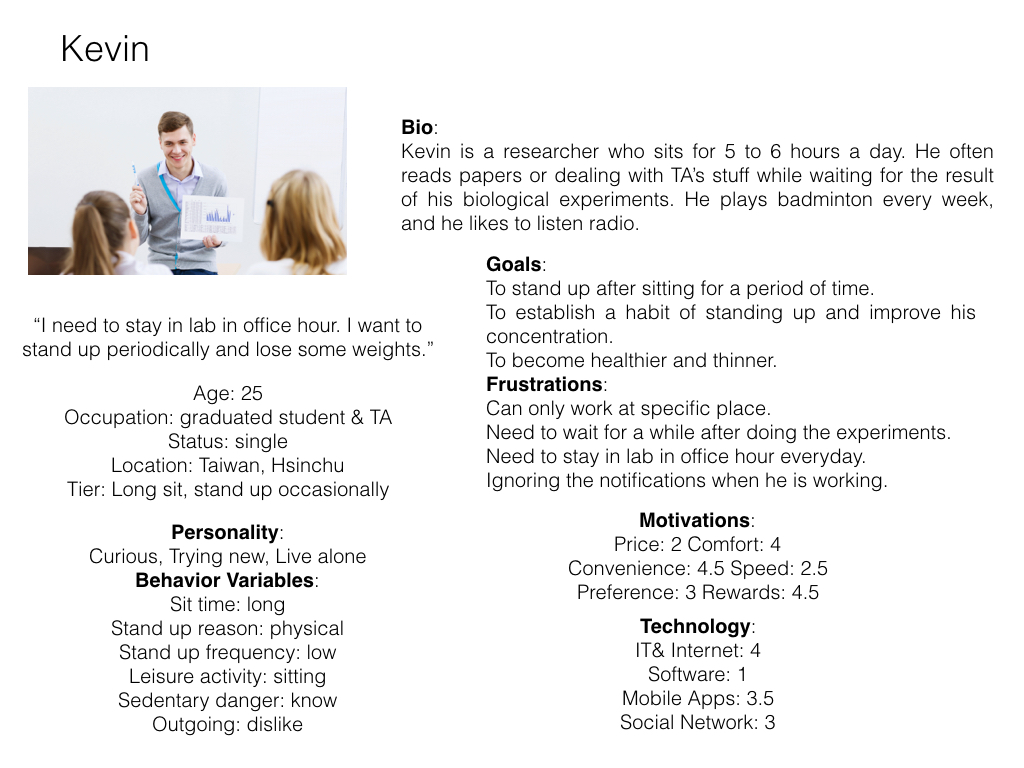 Kevin
Bio:
Kevin is a researcher who sits for 5 to 6 hours a day. He often
reads papers or dealing with TA’s stuff while waiting for the result
of his biological experiments. He plays badminton every week,
and he likes to listen radio.
“I need to stay in lab in office hour. I want to
stand up periodically and lose some weights.”
Age: 25
Occupation: graduated student & TA
Status: single
Location: Taiwan, Hsinchu
Tier: Long sit, stand up occasionally
Personality:
Curious, Trying new, Live alone
Behavior Variables:
Sit time: long
Stand up reason: physical
Stand up frequency: low
Leisure activity: sitting
Sedentary danger: know
Outgoing: dislike
Goals:
To stand up after sitting for a period of time.
To establish a habit of standing up and improve his
concentration.
To become healthier and thinner.
Frustrations:
Can only work at specific place.
Need to wait for a while after doing the experiments.
Need to stay in lab in office hour everyday.
Ignoring the notifications when he is working.
Motivations:
Price: 2 Comfort: 4
Convenience: 4.5 Speed: 2.5
Preference: 3 Rewards: 4.5
Technology:
IT& Internet: 4
Software: 1
Mobile Apps: 3.5
Social Network: 3